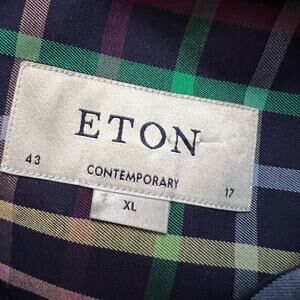 ETON
43 17
CONTEMPORARY
XL